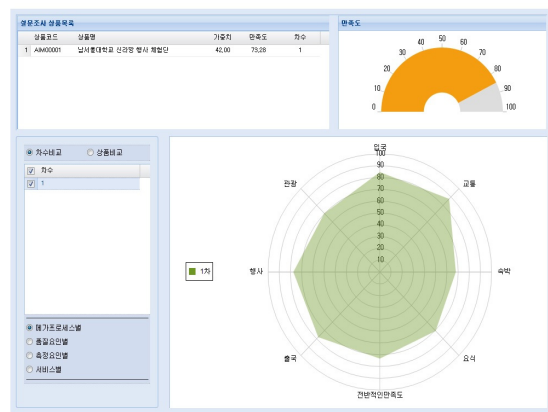 설문조사 상품목록
상품코드 상품명 가중치 만족도 차수
1 AIM00001 남서울대학교 신라방 행사 체험단 42,00 73,28 1
만족도
0 10 20 30 40 50 60 70 80 90 100
차수비교 상품비교
차수
1
메가프로세스별
품질요인별
측정요인별
서비스별
1차
입국
100
90
80
70
60
50
40
30
20
10
교통
숙박
요식
전반적인만족도
출국
행사
관광